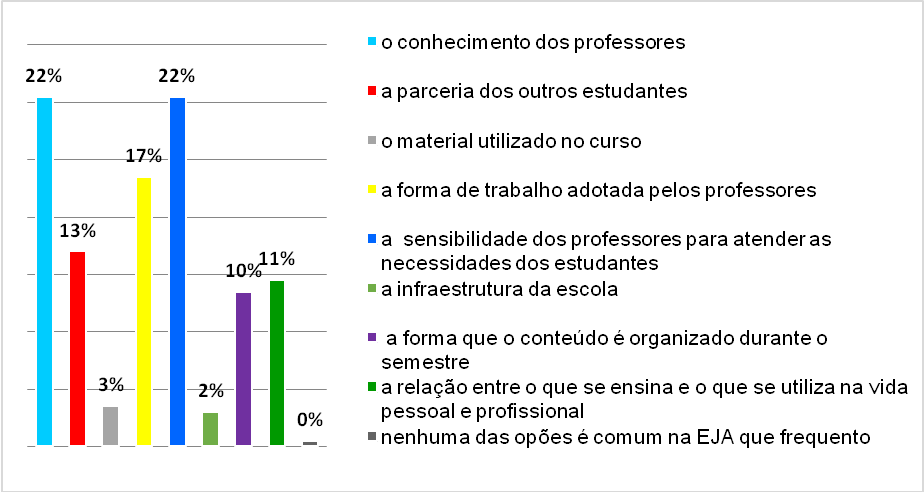 22%
13%
3%
17%
22%
2%
10%
11%
0%
o conhecimento dos professores
a parceria dos outros estudantes
o material utilizado no curso
a forma de trabalho adotada pelos professores
a sensibilidade dos professores para atender as
necessidades dos estudantes
a infraestrutura da escola
a forma que o conteúdo é organizado durante o
semestre
a relação entre o que se ensina e o que se utiliza na vida
pessoal e profissional
nenhuma das opões é comum na EJA que frequento